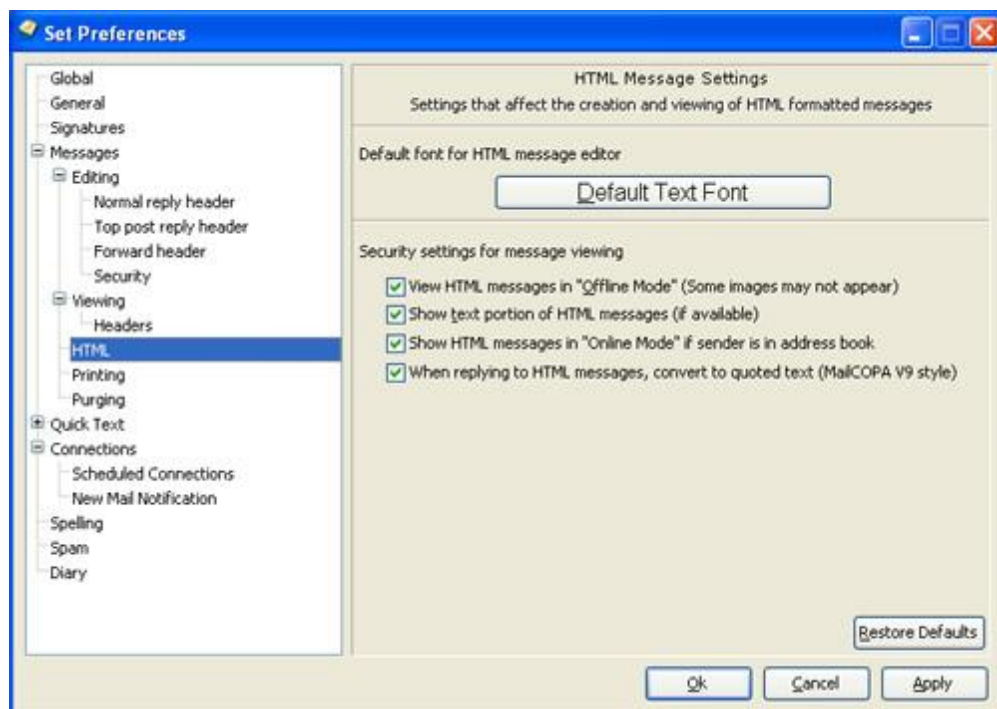 Set Preferences
Global
General
Signatures
Messages
Editing
Normal reply header
Top post reply header
Forward header
Security
Viewing
Headers
HTML
Printing
Purging
Quick Text
Connections
Scheduled Connections
New Mail Notification
Spelling
Spam
Diary
HTML Message Settings
Settings that affect the creation and viewing of HTML formatted messages
Default font for HTML message editor
Default Text Font
Security settings for message viewing
View HTML messages in "Offline Mode" (Some images may not appear)
Show text portion of HTML messages (if available)
Show HTML messages in "Online Mode" if sender is in address book
When replying to HTML messages, convert to quoted text (MailCOPA V9 style)
Restore Defaults
Ok
Cancel
Apply